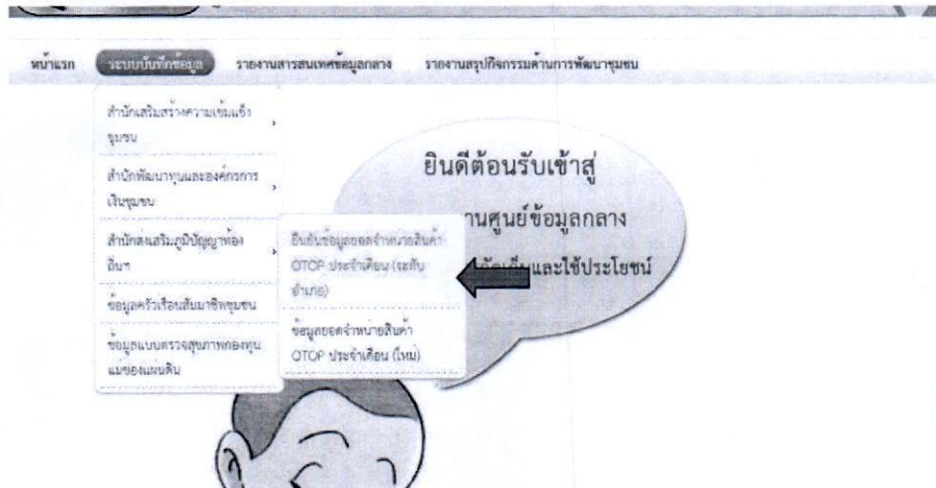 หน้าแรก
ระบบบันทึกข้อมูล
รายงานสารสนเทศข้อมูลกลาง
รายงานสรุปกิจกรรมด้านการพัฒนาชุมชน
สำนักเสริมสร้างความเข้มแข็ง
ชุมชน
สำนักพัฒนาทุนและองค์กรการ
เงินชุมชน
สำนักส่งเสริมภูมิปัญญาท้อง
ถิ่นฯ
ข้อมูลครัวเรือนสัมมาชีพชุมชน
ข้อมูลแบบตรวจสุขภาพกองทุน
แม่ของแผ่นดิน
ยืนยันข้อมูลยอดจำหน่ายสินค้า
OTOP ประจำเดือน (ระดับ
อำเภอ)
ข้อมูลยอดจำหน่ายสินค้า
OTOP ประจำเดือน (ใหม่)
ยินดีต้อนรับเข้าสู่
านศูนย์ข้อมูลกลาง
และใช้ประโยชน์